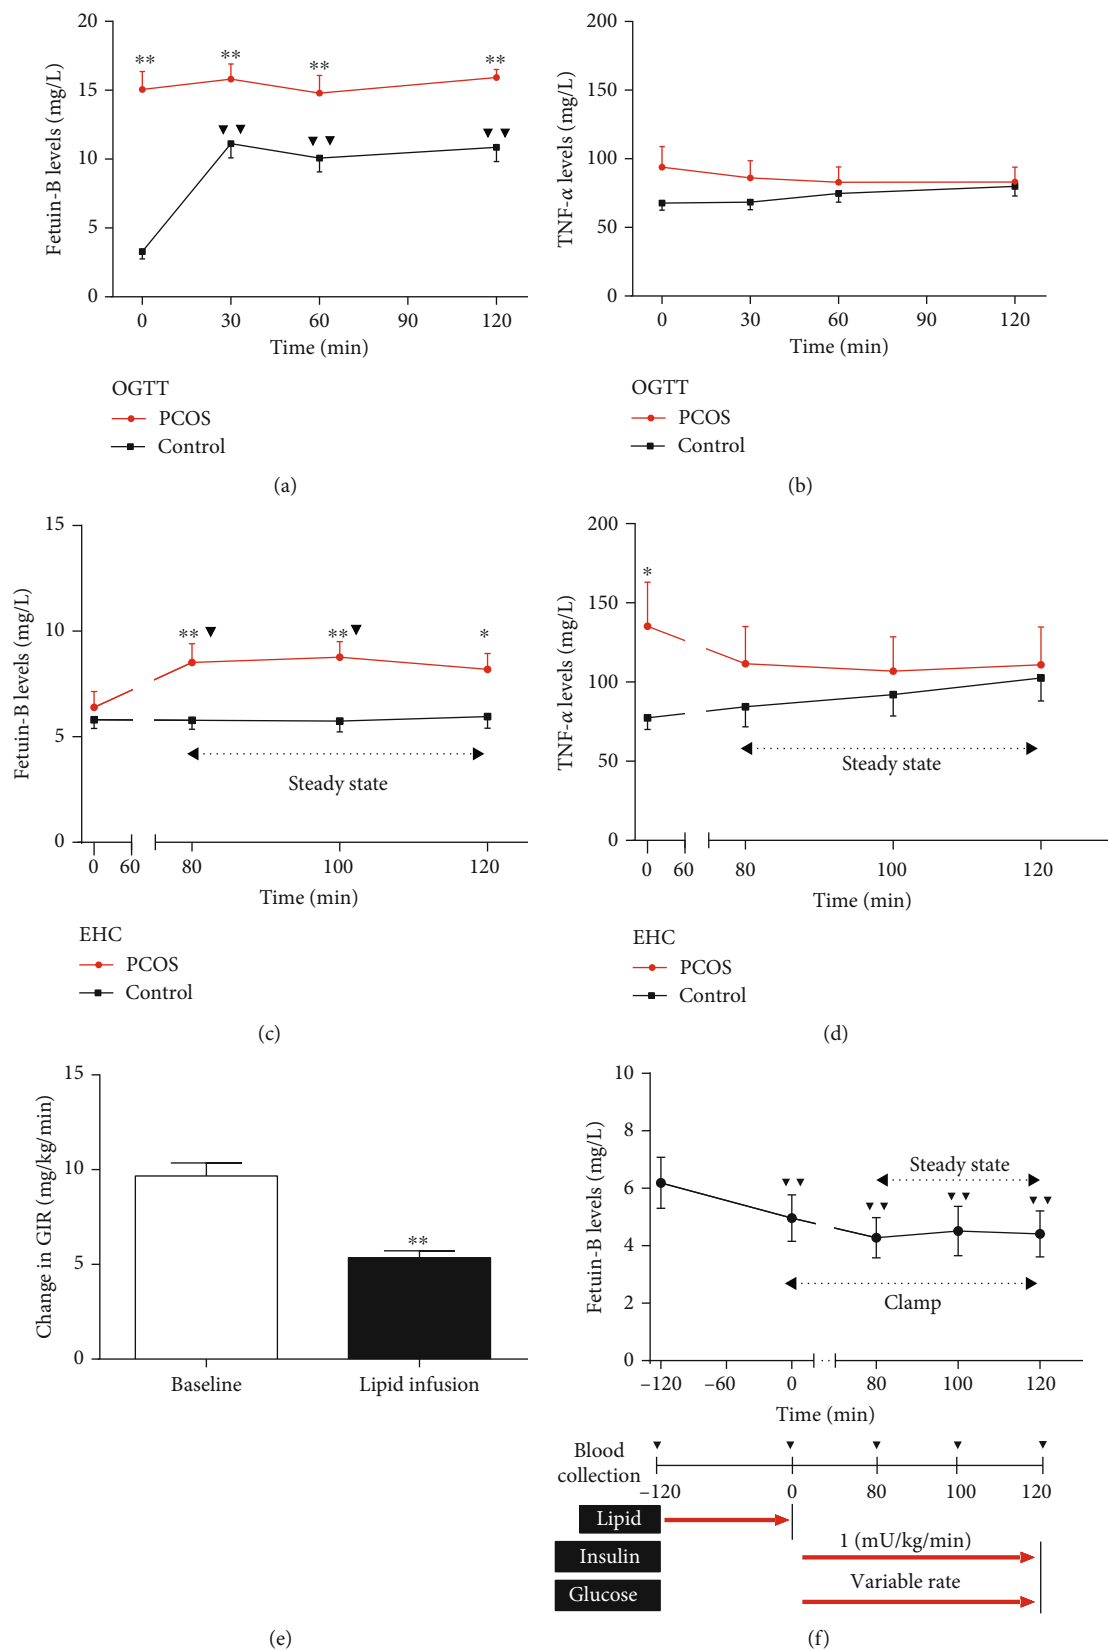 20
15
10
5
0
Fetuin-B levels (mg/L)
** ** ** **
0 30 60 90 120
Time (min)
OGTT
PCOS
Control
(a)
200
150
100
50
0
TNF-α levels (mg/L)
0 30 60 90 120
Time (min)
OGTT
PCOS
Control
(b)
15
10
5
0
Fetuin-B levels (mg/L)
** ** *
Steady state
0 60 80 100 120
Time (min)
EHC
PCOS
Control
(c)
200
150
100
50
0
TNF-α levels (mg/L)
*
Steady state
0 60 80 100 120
Time (min)
EHC
PCOS
Control
(d)
15
10
5
0
Change in GIR (mg/kg/min)
**
Baseline Lipid infusion
(e)
10
8
6
4
2
0
Fetuin-B levels (mg/L)
Steady state
Clamp
−120 −60 0 80 100 120
Time (min)
Blood
collection
−120 0 80 100 120
Lipid
Insulin 1 (mU/kg/min)
Glucose Variable rate
(f)